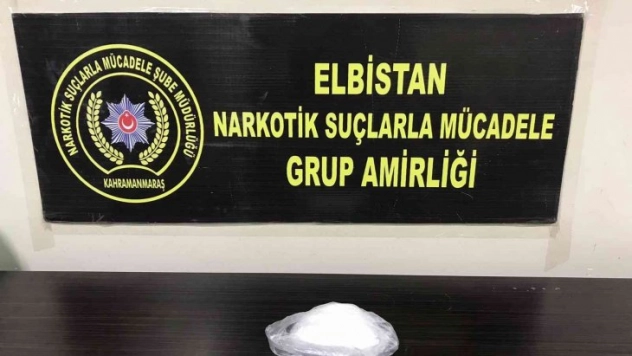 NARKOTİK SUÇLARLA MÜCADELE ŞUBE MÜDÜRLÜĞÜ
KAHRAMANMARAŞ
ELBİSTAN
NARKOTİK SUÇLARLA MÜCADELE
GRUP AMİRLİĞİ